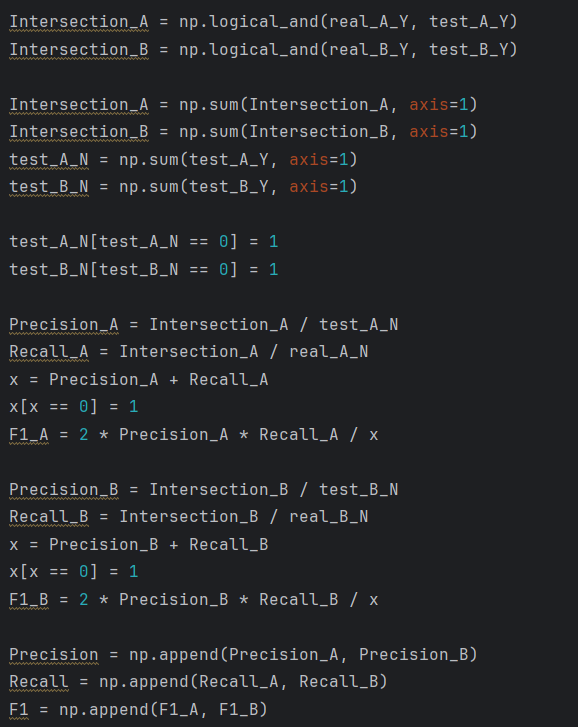 Intersection_A = np.logical_and(real_A_Y, test_A_Y)
Intersection_B = np.logical_and(real_B_Y, test_B_Y)
Intersection_A = np.sum(Intersection_A, axis=1)
Intersection_B = np.sum(Intersection_B, axis=1)
test_A_N = np.sum(test_A_Y, axis=1)
test_B_N = np.sum(test_B_Y, axis=1)
test_A_N[test_A_N == 0] = 1
test_B_N[test_B_N == 0] = 1
Precision_A = Intersection_A / test_A_N
Recall_A = Intersection_A / real_A_N
x = Precision_A + Recall_A
x[x == 0] = 1
F1_A = 2 * Precision_A * Recall_A / x
Precision_B = Intersection_B / test_B_N
Recall_B = Intersection_B / real_B_N
x = Precision_B + Recall_B
x[x == 0] = 1
F1_B = 2 * Precision_B * Recall_B / x
Precision = np.append(Precision_A, Precision_B)
Recall = np.append(Recall_A, Recall_B)
F1 = np.append(F1_A, F1_B)